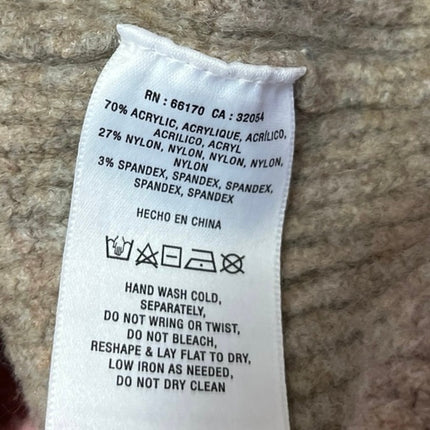 RN : 66170 CA : 32054
70% ACRYLIC, ACRYLIQUE, ACRÍLICO,
ACRILICO, ACRYL
27% NYLON, NYLON, NYLON, NYLON,
NYLON
3% SPANDEX, SPANDEX, SPANDEX,
SPANDEX, SPANDEX
HECHO EN CHINA
HAND WASH COLD,
SEPARATELY,
DO NOT WRING OR TWIST,
DO NOT BLEACH,
RESHAPE & LAY FLAT TO DRY,
LOW IRON AS NEEDED,
DO NOT DRY CLEAN